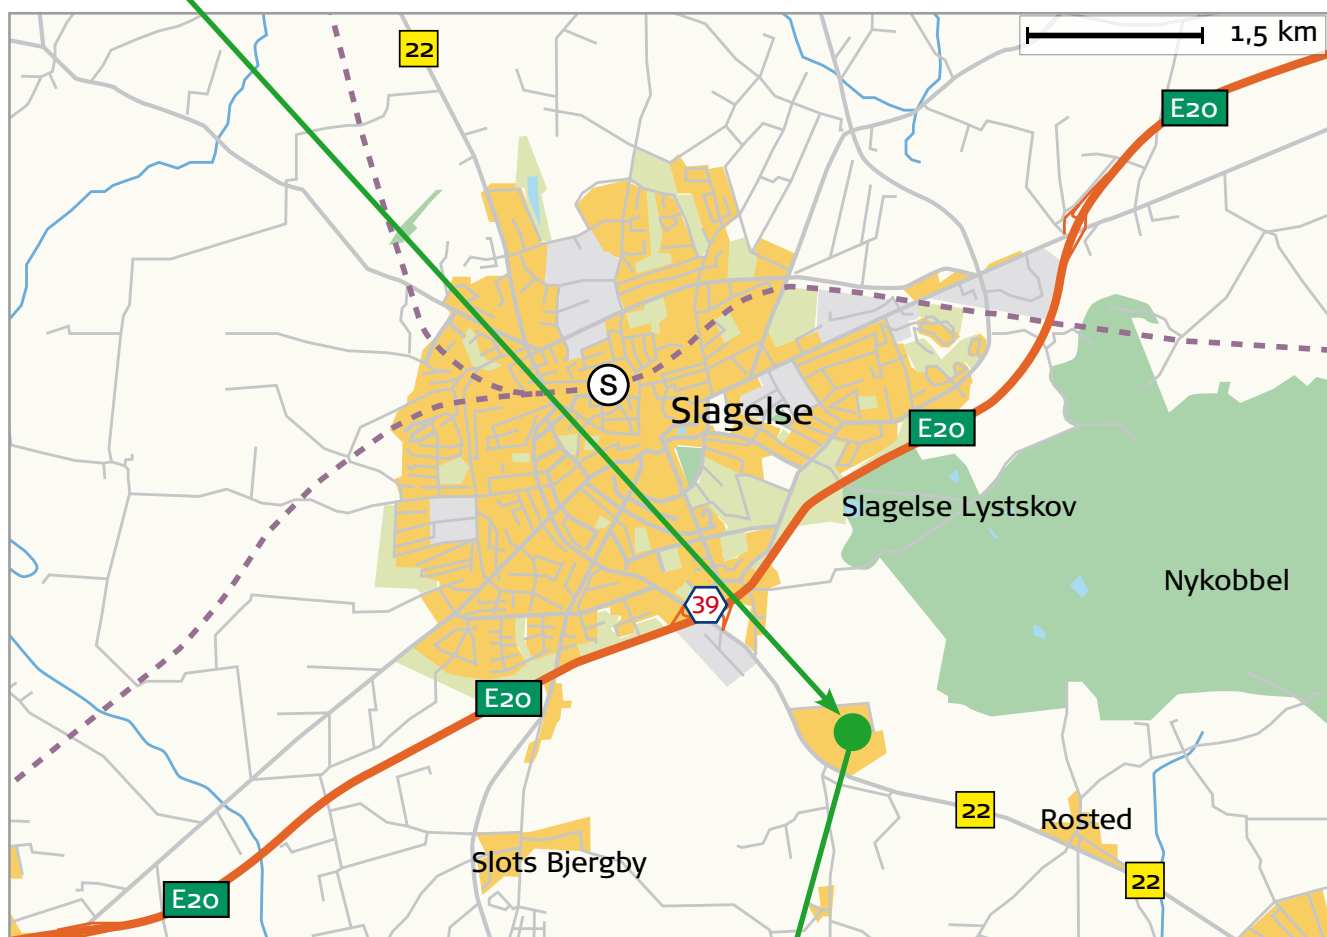 22
1,5 km
E20
S
Slagelse
E20
Slagelse Lystskov
Nykobbel
39
E20
22
Rosted
Slots Bjergby
22
E20